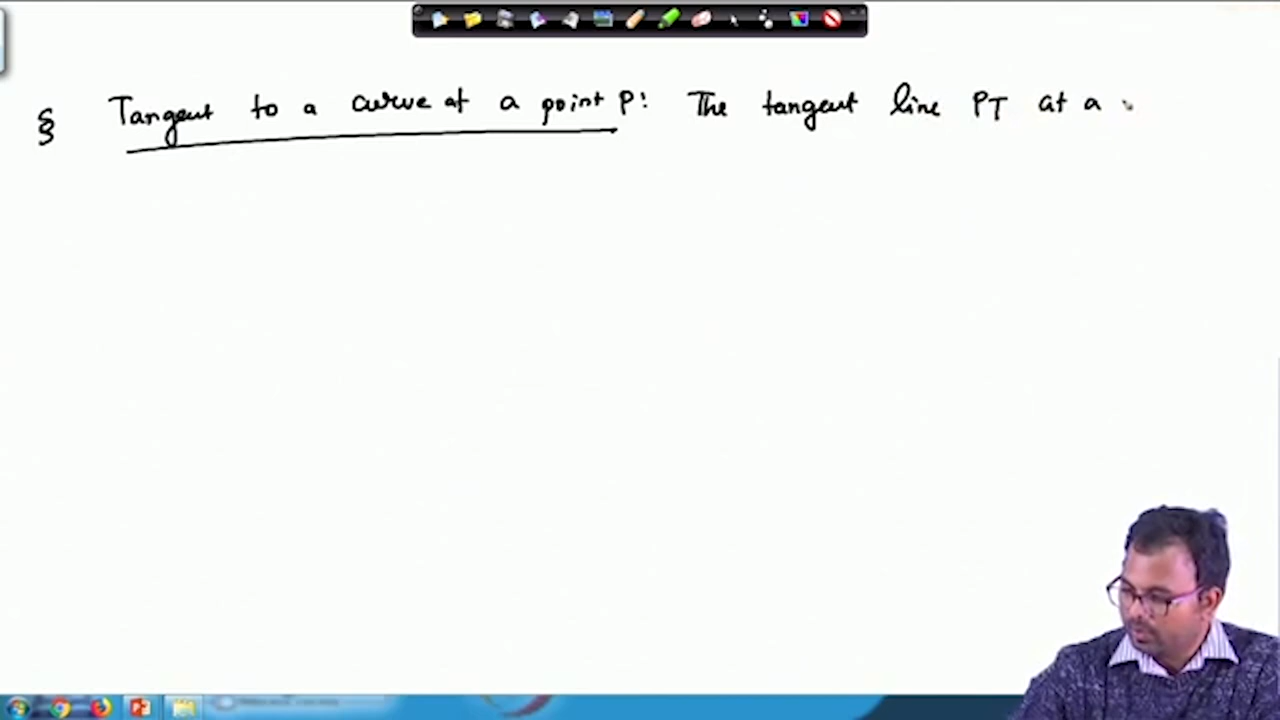 § Tangent to a curve at a point P: The tangent line PT at a